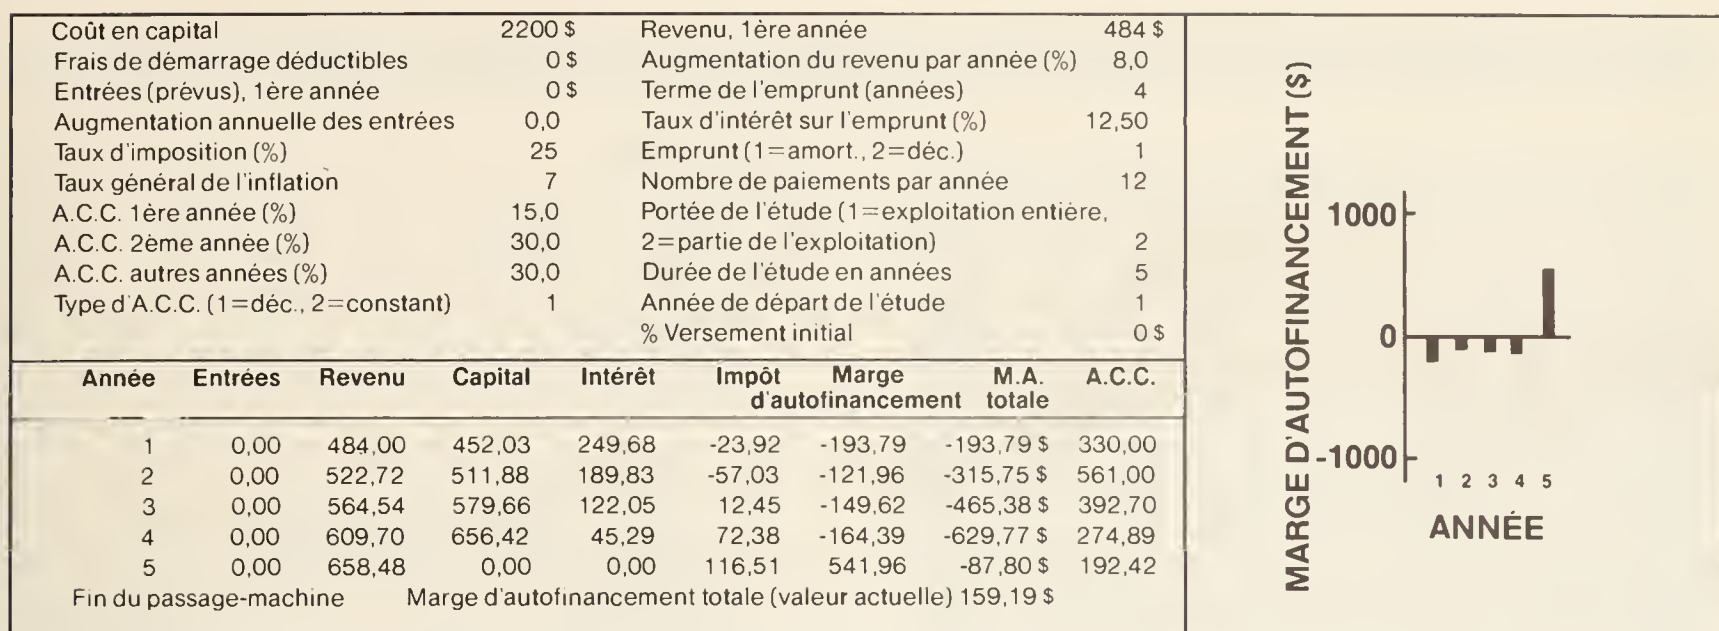 Coût en capital 2200 $ Revenu, 1ère année 484 $
Frais de démarrage déductibles 0 $ Augmentation du revenu par année (%) 8,0
Entrées (prévus), 1ère année 0 $ Terme de l'emprunt (années) 4
Augmentation annuelle des entrées 0,0 Taux d'intérêt sur l'emprunt (%) 12,50
Taux d'imposition (%) 25 Emprunt (1=amort., 2=déc.) 1
Taux général de l'inflation 7 Nombre de paiements par année 12
A.C.C. 1ère année (%) 15,0 Portée de l'étude (1=exploitation entière,
A.C.C. 2ème année (%) 30,0 2=partie de l'exploitation) 2
A.C.C. autres années (%) 30,0 Durée de l'étude en années 5
Type d'A.C.C. (1=déc., 2=constant) 1 Année de départ de l'étude 1
% Versement initial 0 $
Année Entrées Revenu Capital Intérêt Impôt Marge M.A. A.C.C.
d'autofinancement totale
1 0,00 484,00 452,03 249,68 -23,92 -193,79 -193,79 $ 330,00
2 0,00 522,72 511,88 189,83 -57,03 -121,96 -315,75 $ 561,00
3 0,00 564,54 579,66 122,05 12,45 -149,62 -465,38 $ 392,70
4 0,00 609,70 656,42 45,29 72,38 -164,39 -629,77 $ 274,89
5 0,00 658,48 0,00 0,00 116,51 541,96 -87,80 $ 192,42
Fin du passage-machine Marge d'autofinancement totale (valeur actuelle) 159,19 $
MARGE D'AUTOFINANCEMENT ($)
1000
0
-1000
1 2 3 4 5
ANNÉE